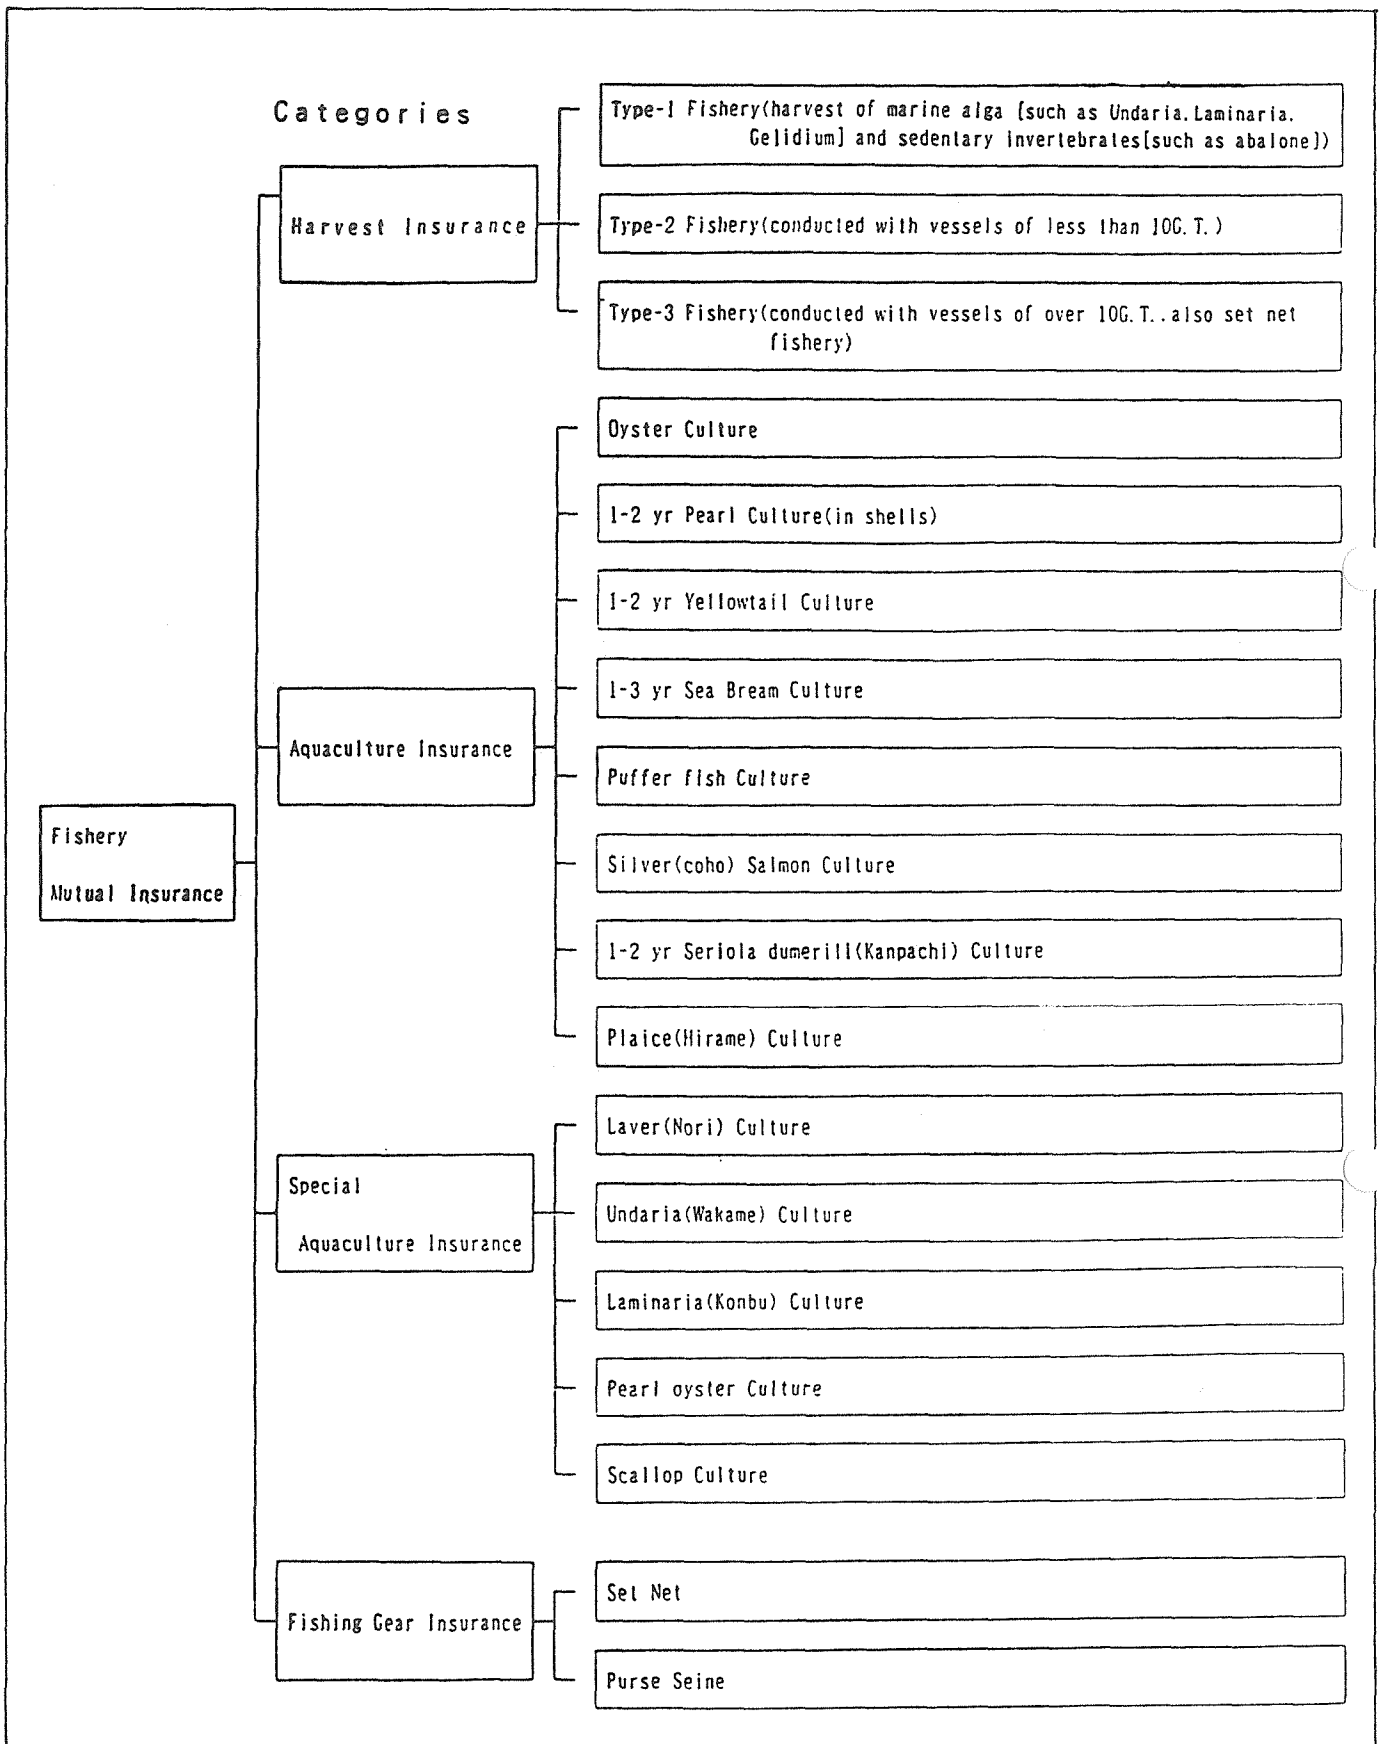 Categories
Type-1 Fishery(harvest of marine alga [such as Undaria. Laminaria.
Gelidium] and sedentary invertebrates[such as abalone])
Harvest Insurance
Type-2 Fishery(conducted with vessels of less than 10G.T.)
Type-3 Fishery(conducted with vessels of over 10G.T..also set net
fishery)
Oyster Culture
1-2 yr Pearl Culture(in shells)
1-2 yr Yellowtail Culture
1-3 yr Sea Bream Culture
Aquaculture Insurance
Puffer fish Culture
Fishery
Mutual Insurance
Silver(coho) Salmon Culture
1-2 yr Seriola dumerill(Kanpachi) Culture
Plaice(Hirame) Culture
Laver(Nori) Culture
Special
Aquaculture Insurance
Undaria(Wakame) Culture
Laminaria(Konbu) Culture
Pearl oyster Culture
Scallop Culture
Set Net
Fishing Gear Insurance
Purse Seine